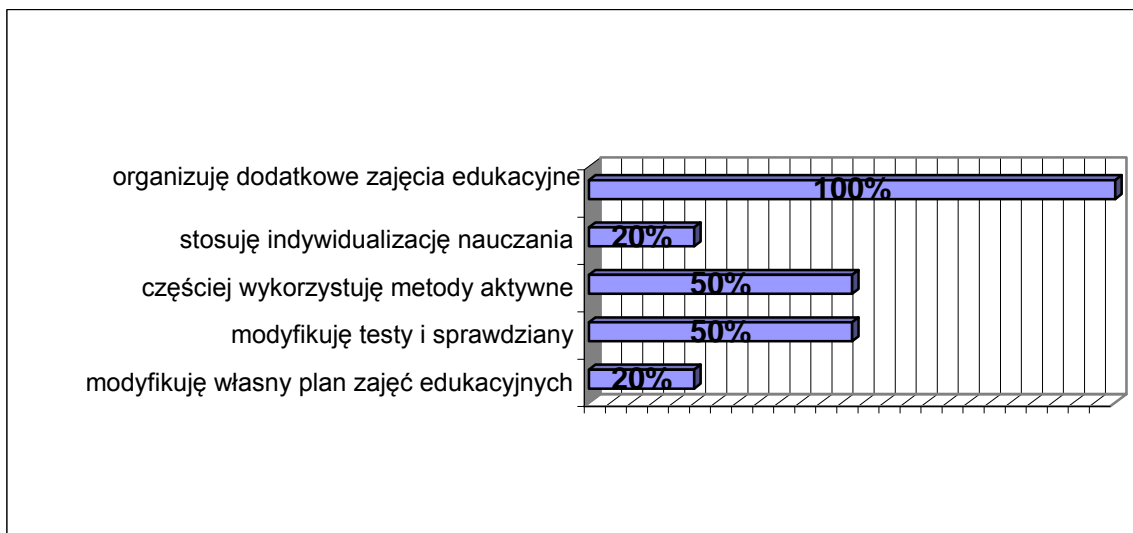 organizuję dodatkowe zajęcia edukacyjne
100%
stosuję indywidualizację nauczania
20%
częściej wykorzystuję metody aktywne
50%
modyfikuję testy i sprawdziany
50%
modyfikuję własny plan zajęć edukacyjnych
20%